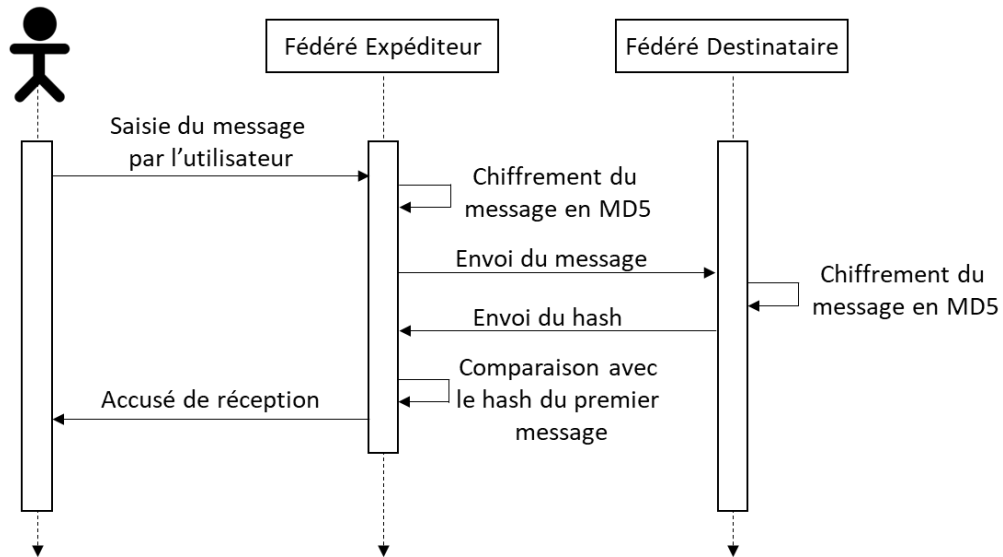 Fédéré Expéditeur
Fédéré Destinataire
Saisie du message
par l'utilisateur
Chiffrement du
message en MD5
Envoi du message
Chiffrement du
message en MD5
Envoi du hash
Comparaison avec
le hash du premier
message
Accusé de réception